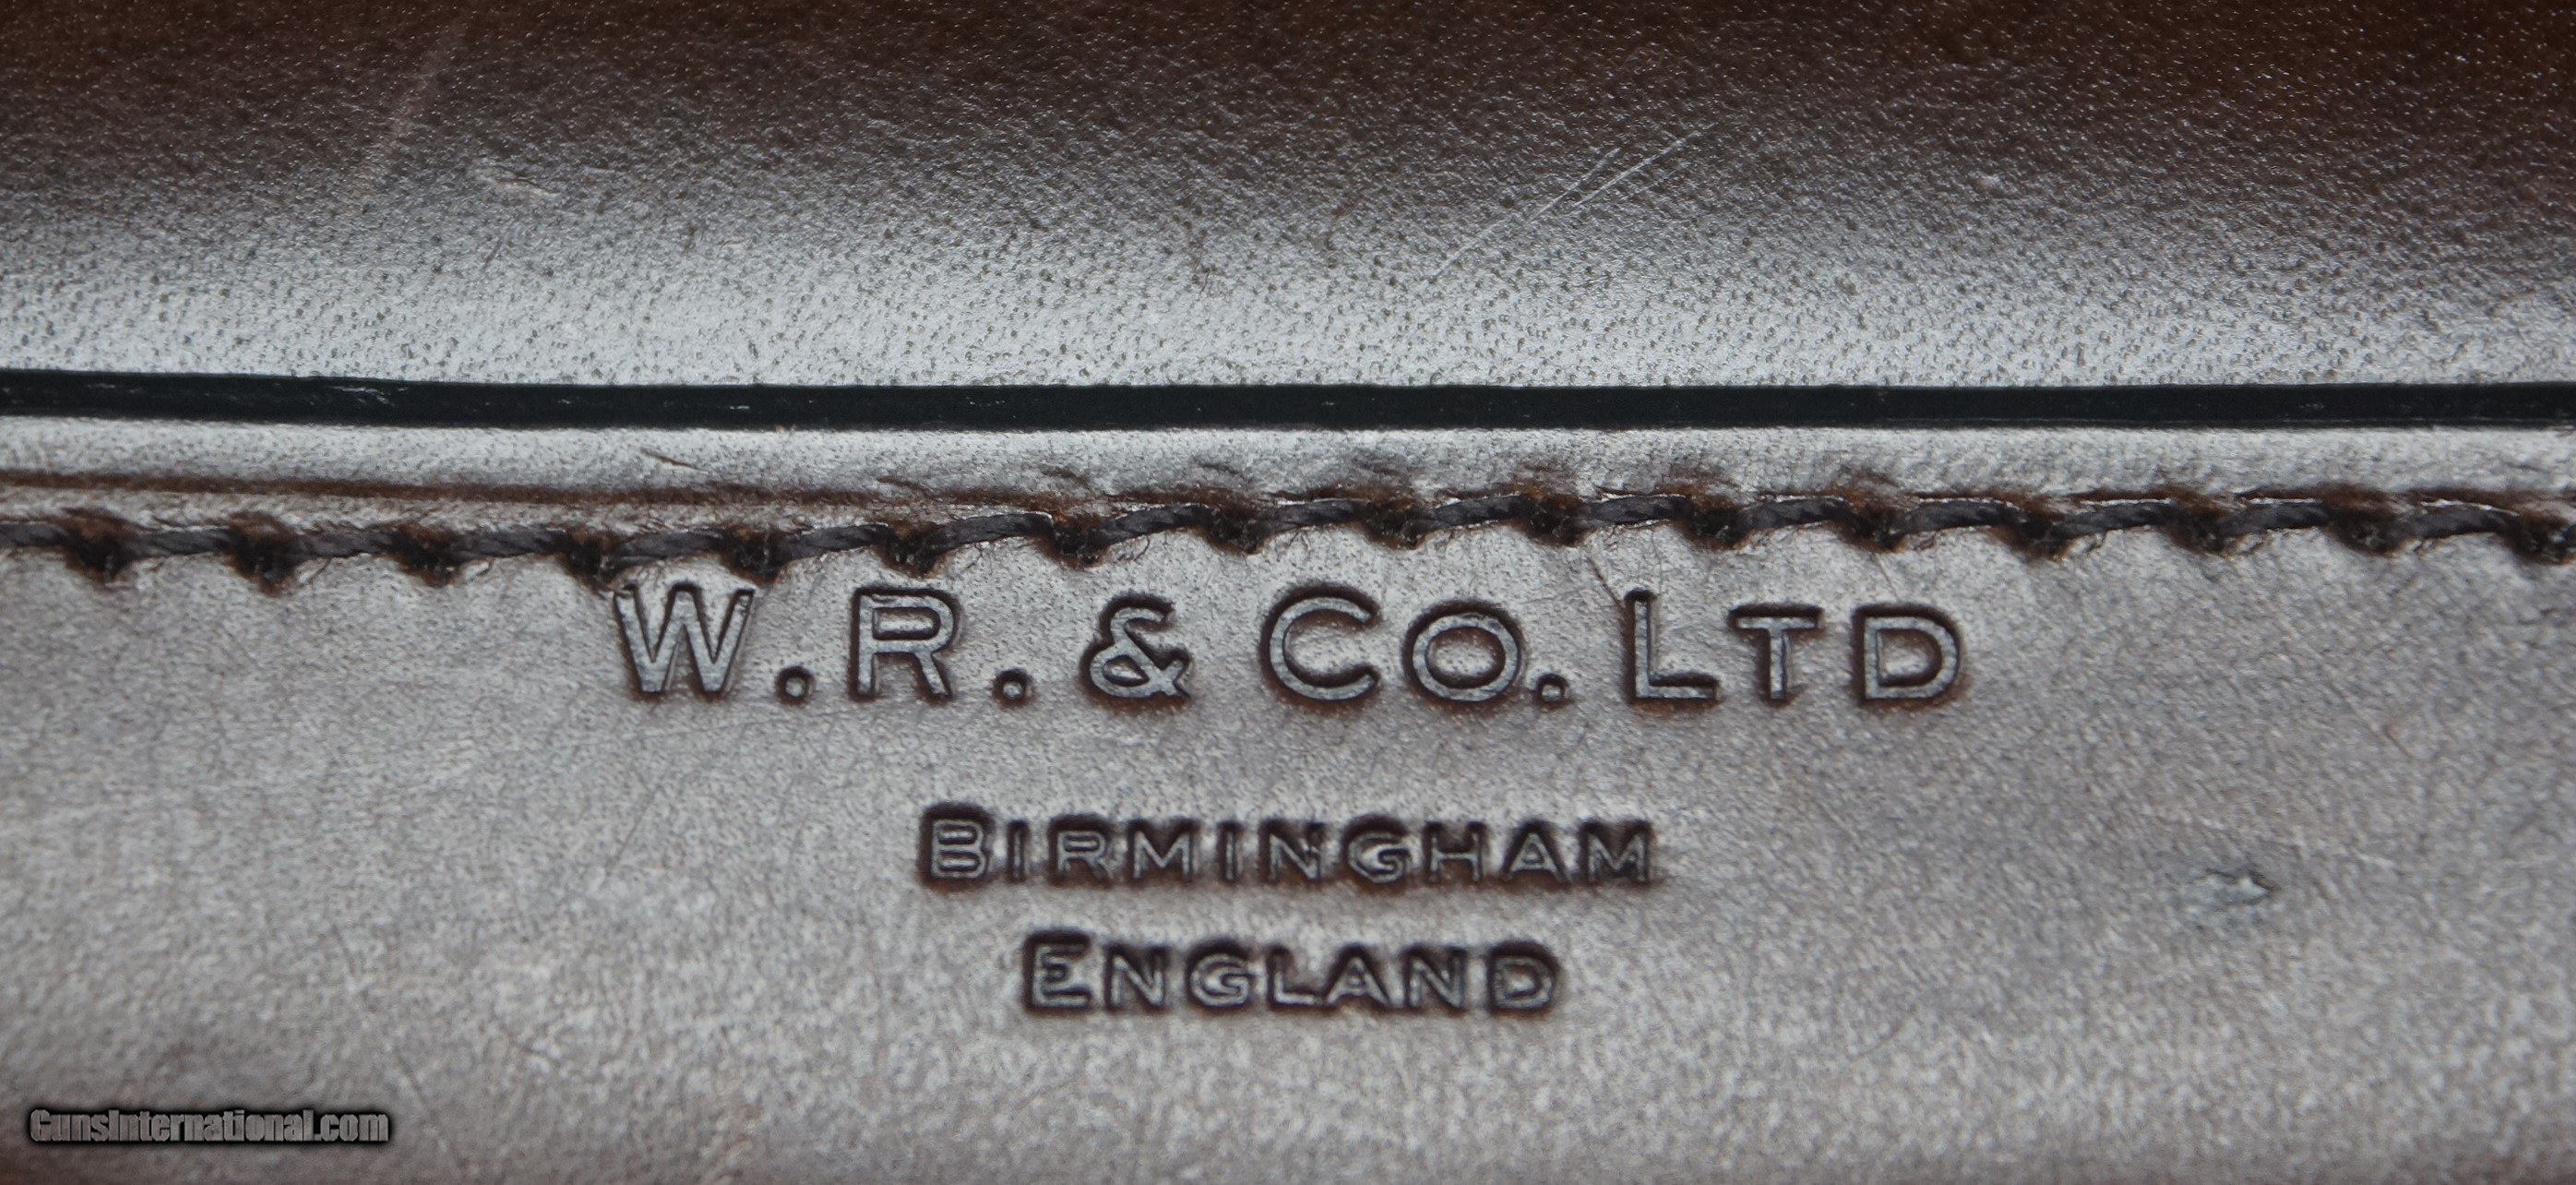 W.R. & CO. LTD
BIRMINGHAM
ENGLAND
GunsInternational.com